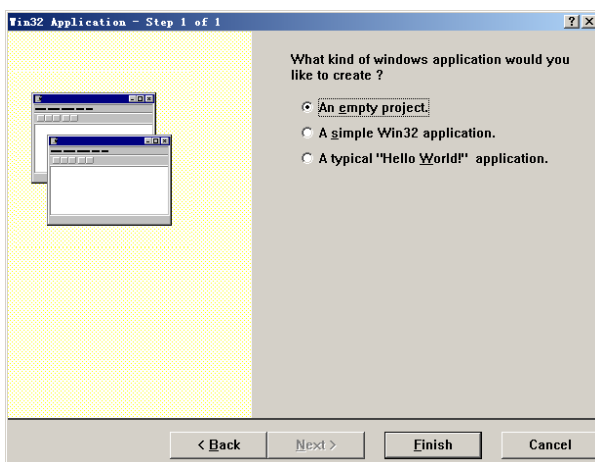 Win32 Application - Step 1 of 1
What kind of windows application would you
like to create ?
An empty project.
A simple Win32 application.
A typical "Hello World!" application.
< Back
Next >
Finish
Cancel